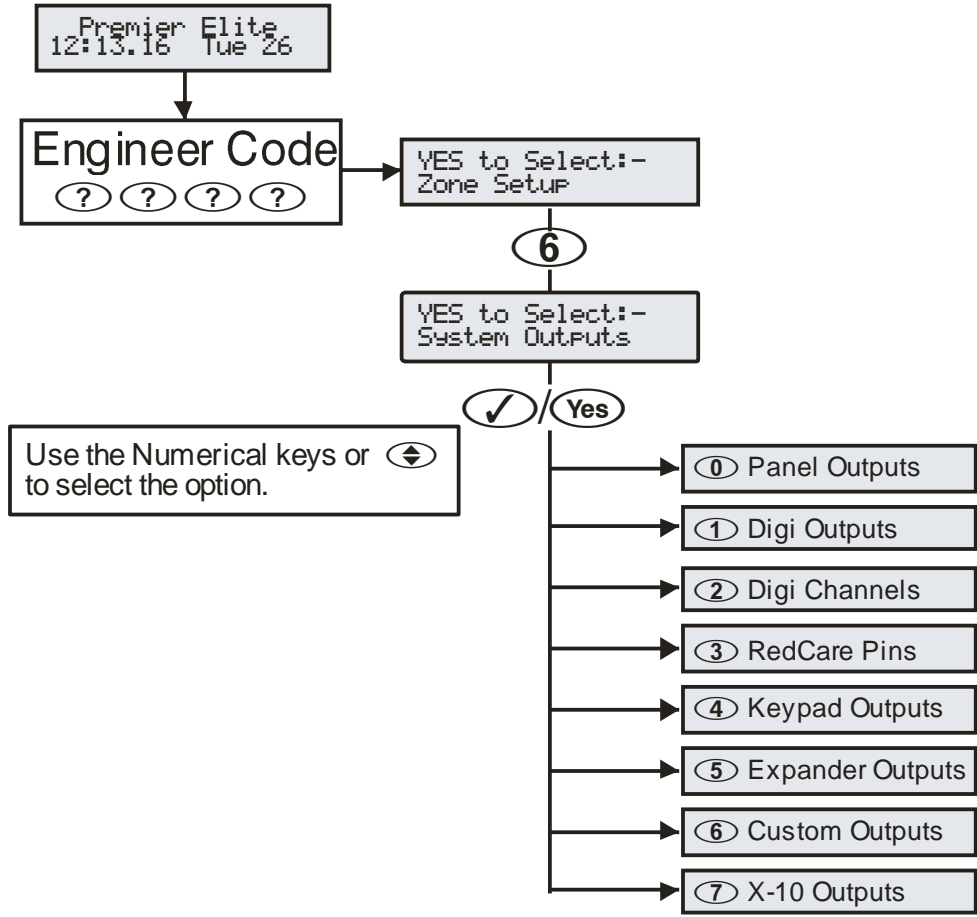 Premier Elite
12:13.16 Tue 26
Engineer Code
? ? ? ?
YES to Select:-
Zone Setup
6
YES to Select:-
System Outputs
✓/Yes
Use the Numerical keys or
to select the option.
0 Panel Outputs
1 Digi Outputs
2 Digi Channels
3 RedCare Pins
4 Keypad Outputs
5 Expander Outputs
6 Custom Outputs
7 X-10 Outputs